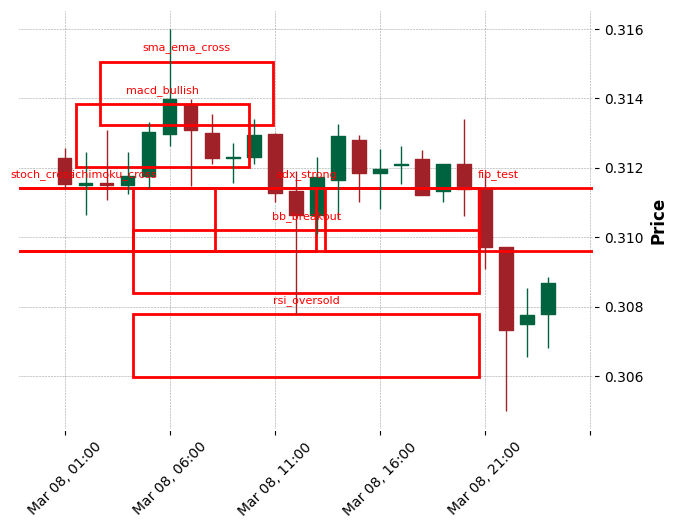 sma_ema_cross
macd_bullish
stoch_cross
ichimoku_cross
adx_strong
fib_test
bb_breakout
rsi_oversold
0.316
0.314
0.312
0.310
0.308
0.306
Price
Mar 08, 01:00
Mar 08, 06:00
Mar 08, 11:00
Mar 08, 16:00
Mar 08, 21:00